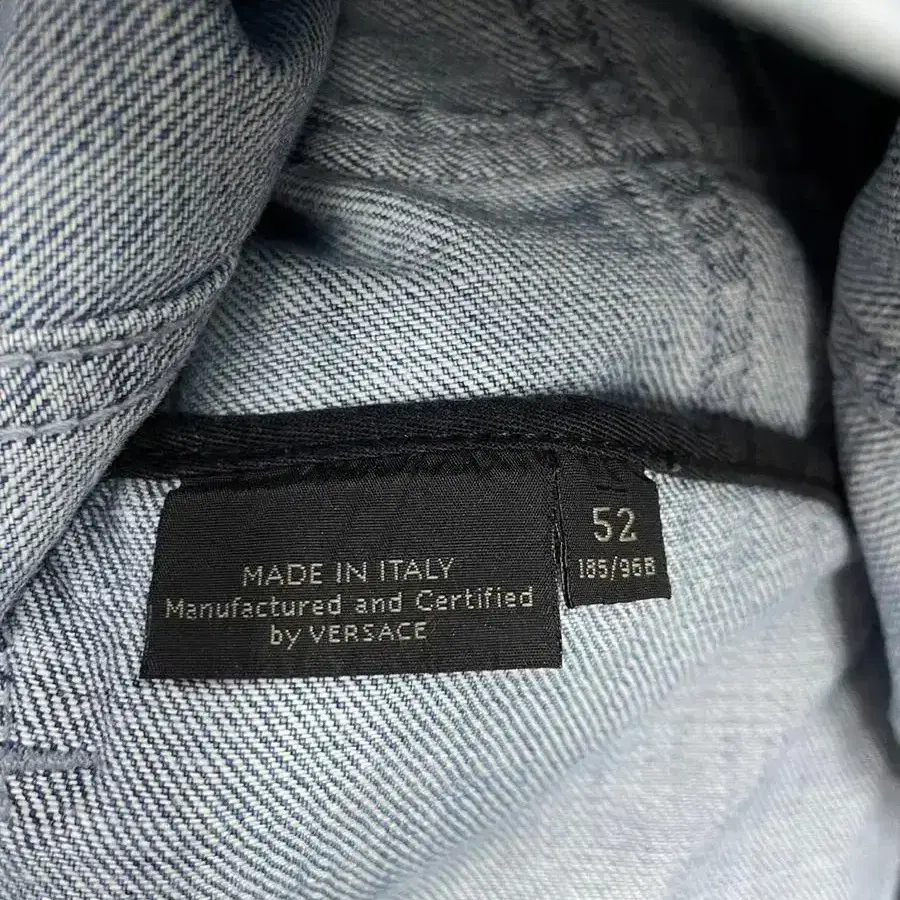 MADE IN ITALY
Manufactured and Certified
by VERSACE
52
185/96B